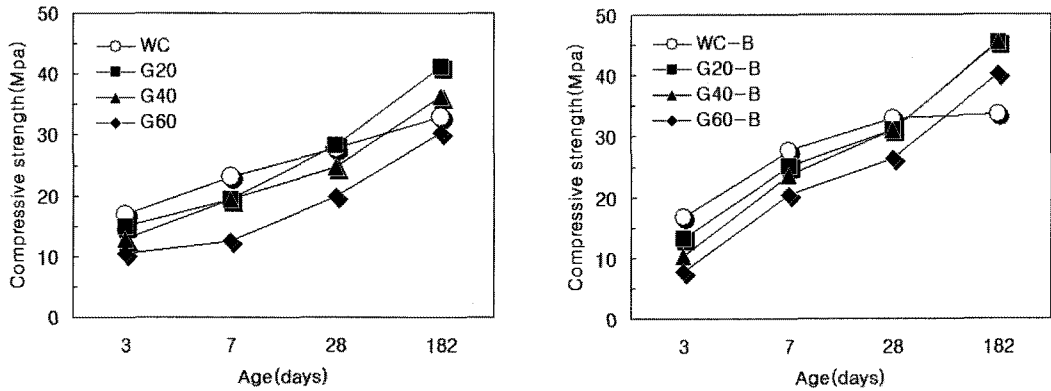 Compressive strength(Mpa)
50
40
30
20
10
0
WC
G20
G40
G60
3 7 28 182
Age(days)
Compressive strength(Mpa)
50
40
30
20
10
0
WC-B
G20-B
G40-B
G60-B
3 7 28 182
Age(days)